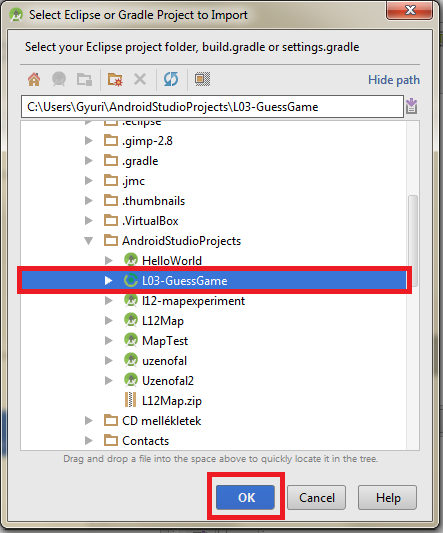 Select Eclipse or Gradle Project to Import
Select your Eclipse project folder, build.gradle or settings.gradle
Hide path
C:\Users\Gyuri\AndroidStudioProjects\L03-GuessGame
.eclipse
.gimp-2.8
.gradle
.jmc
.thumbnails
.VirtualBox
AndroidStudioProjects
HelloWorld
L03-GuessGame
l12-mapexperiment
L12Map
MapTest
uzenofal
Uzenofal2
L12Map.zip
CD mellékletek
Contacts
Drag and drop a file into the space above to quickly locate it in the tree.
OK Cancel Help